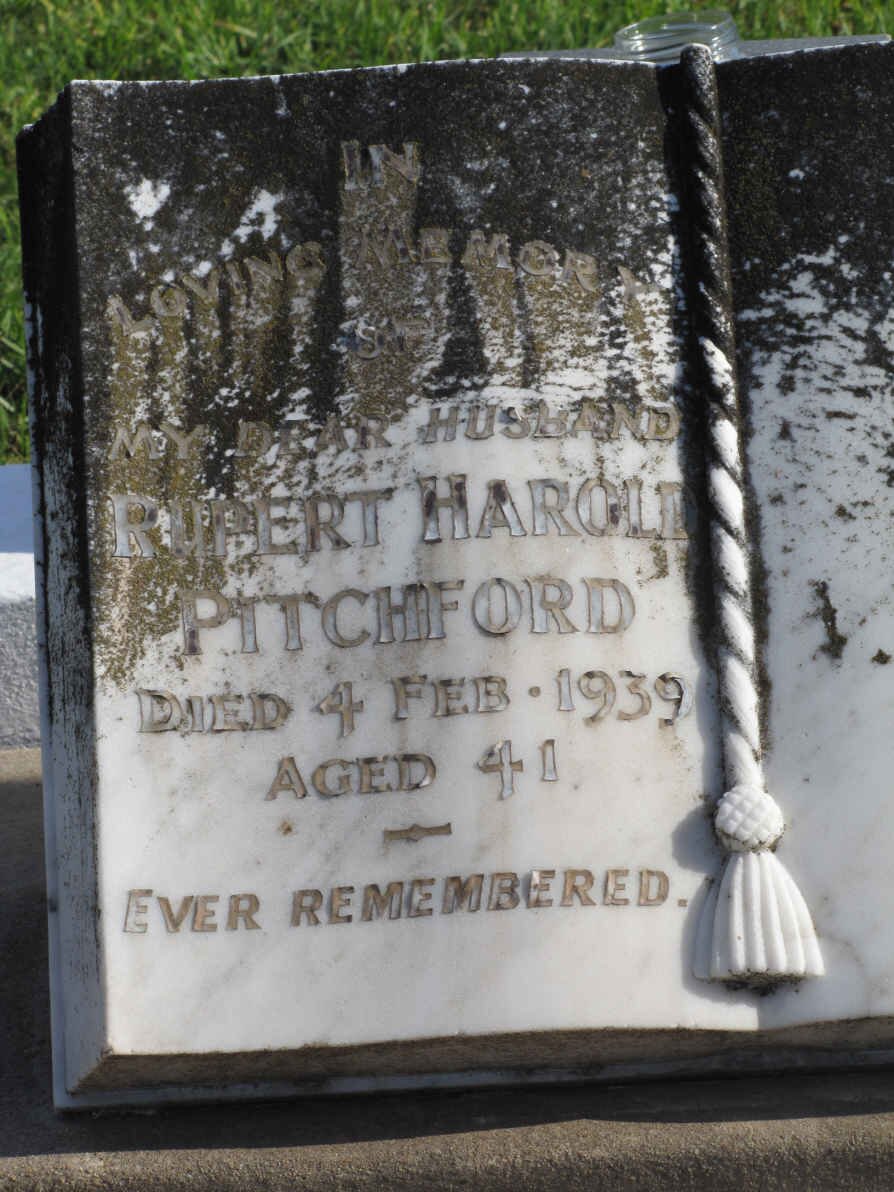 IN
LOVING MEMORY
OF
MY DEAR HUSBAND
RUPERT HAROLD
PITCHFORD
DIED 4 FEB · 1939
AGED 41
EVER REMEMBERED.